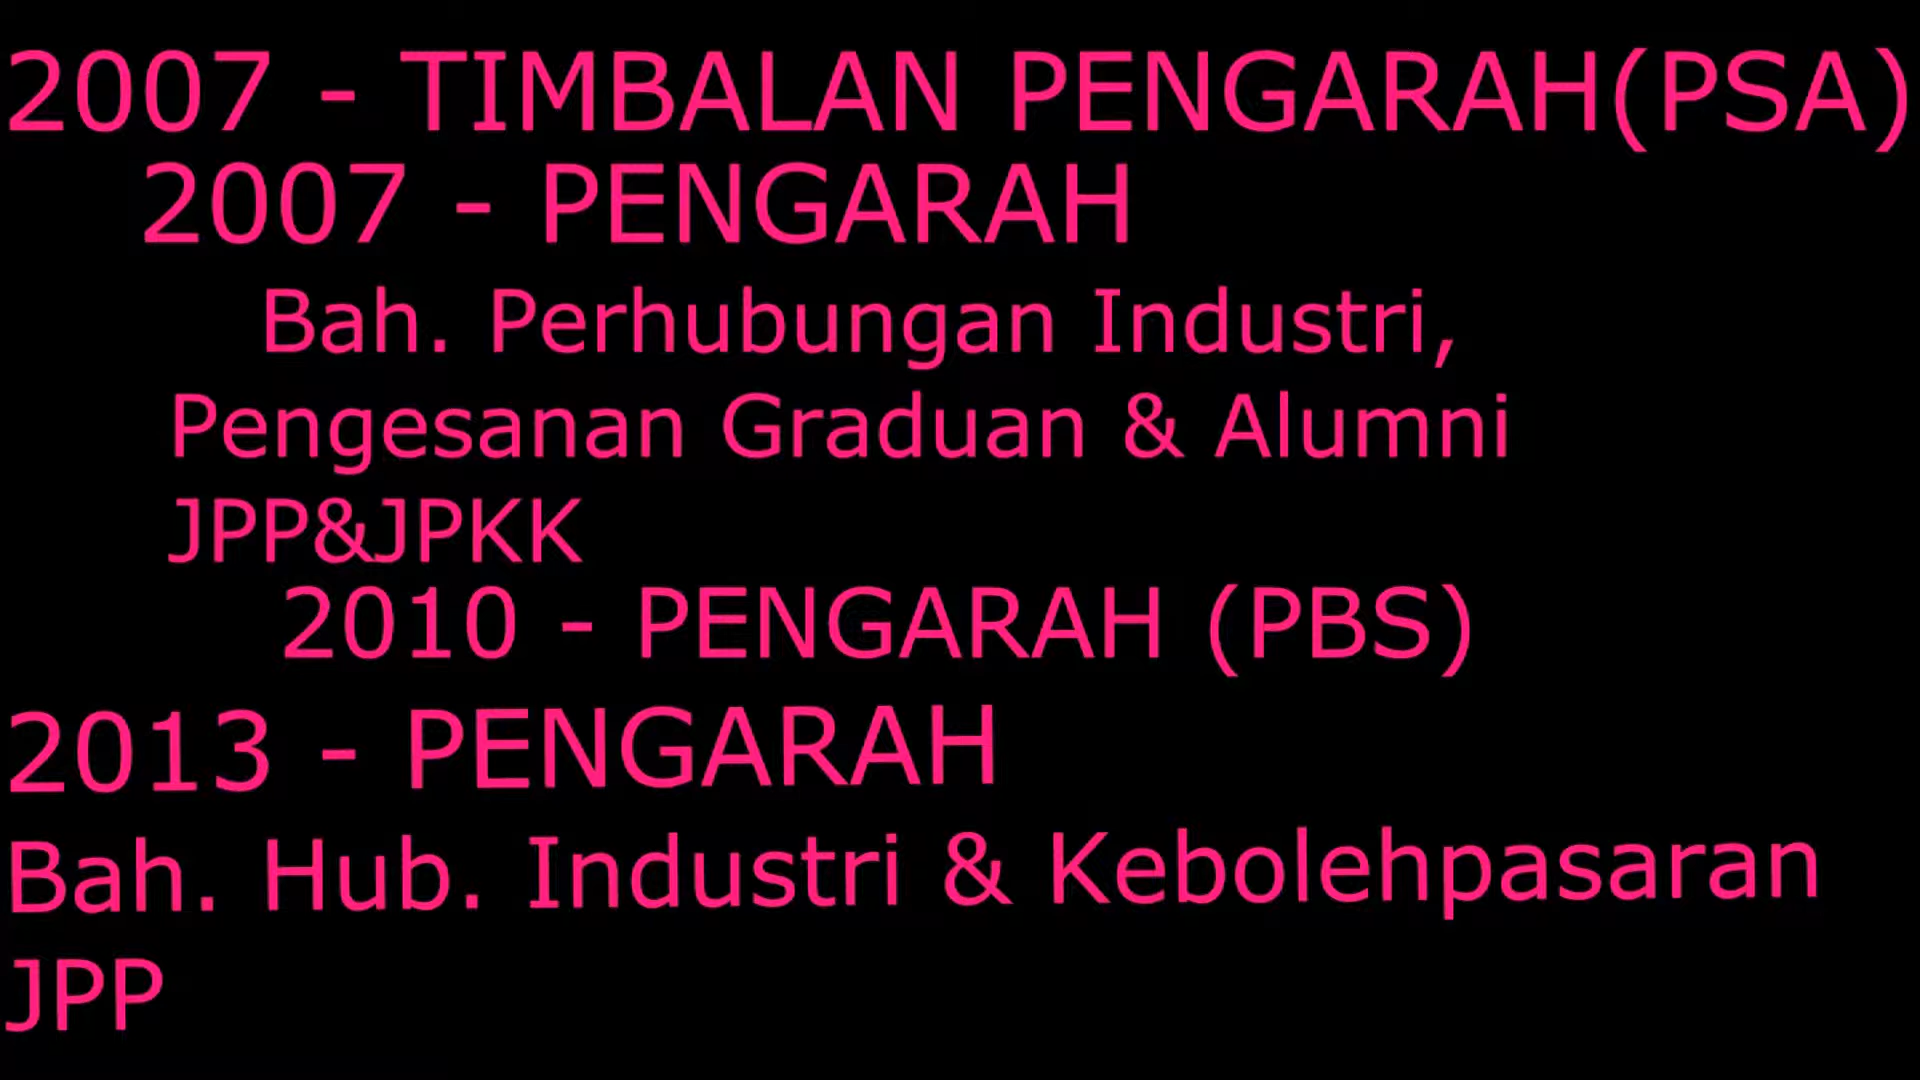 2007 - TIMBALAN PENGARAH(PSA)
2007 - PENGARAH
Bah. Perhubungan Industri,
Pengesanan Graduan & Alumni
JPP&JPKK
2010 - PENGARAH (PBS)
2013 - PENGARAH
Bah. Hub. Industri & Kebolehpasaran
JPP